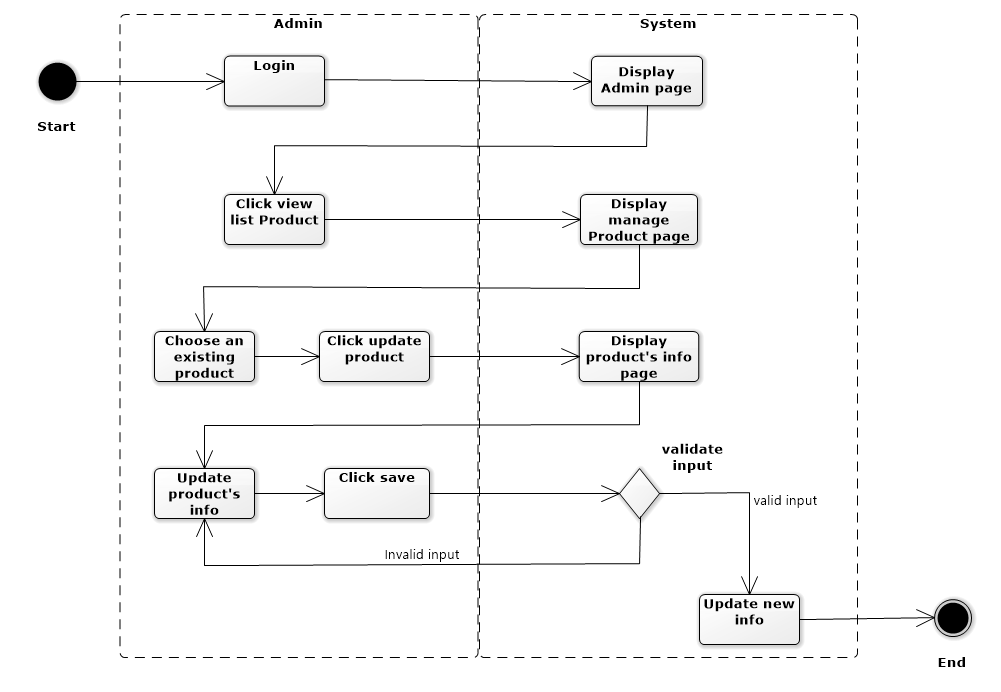 Admin
System
Login
Display
Admin page
Start
Click view
list Product
Display
manage
Product page
Choose an
existing
product
Click update
product
Display
product's info
page
validate
input
Update
product's
info
Click save
valid input
Invalid input
Update new
info
End